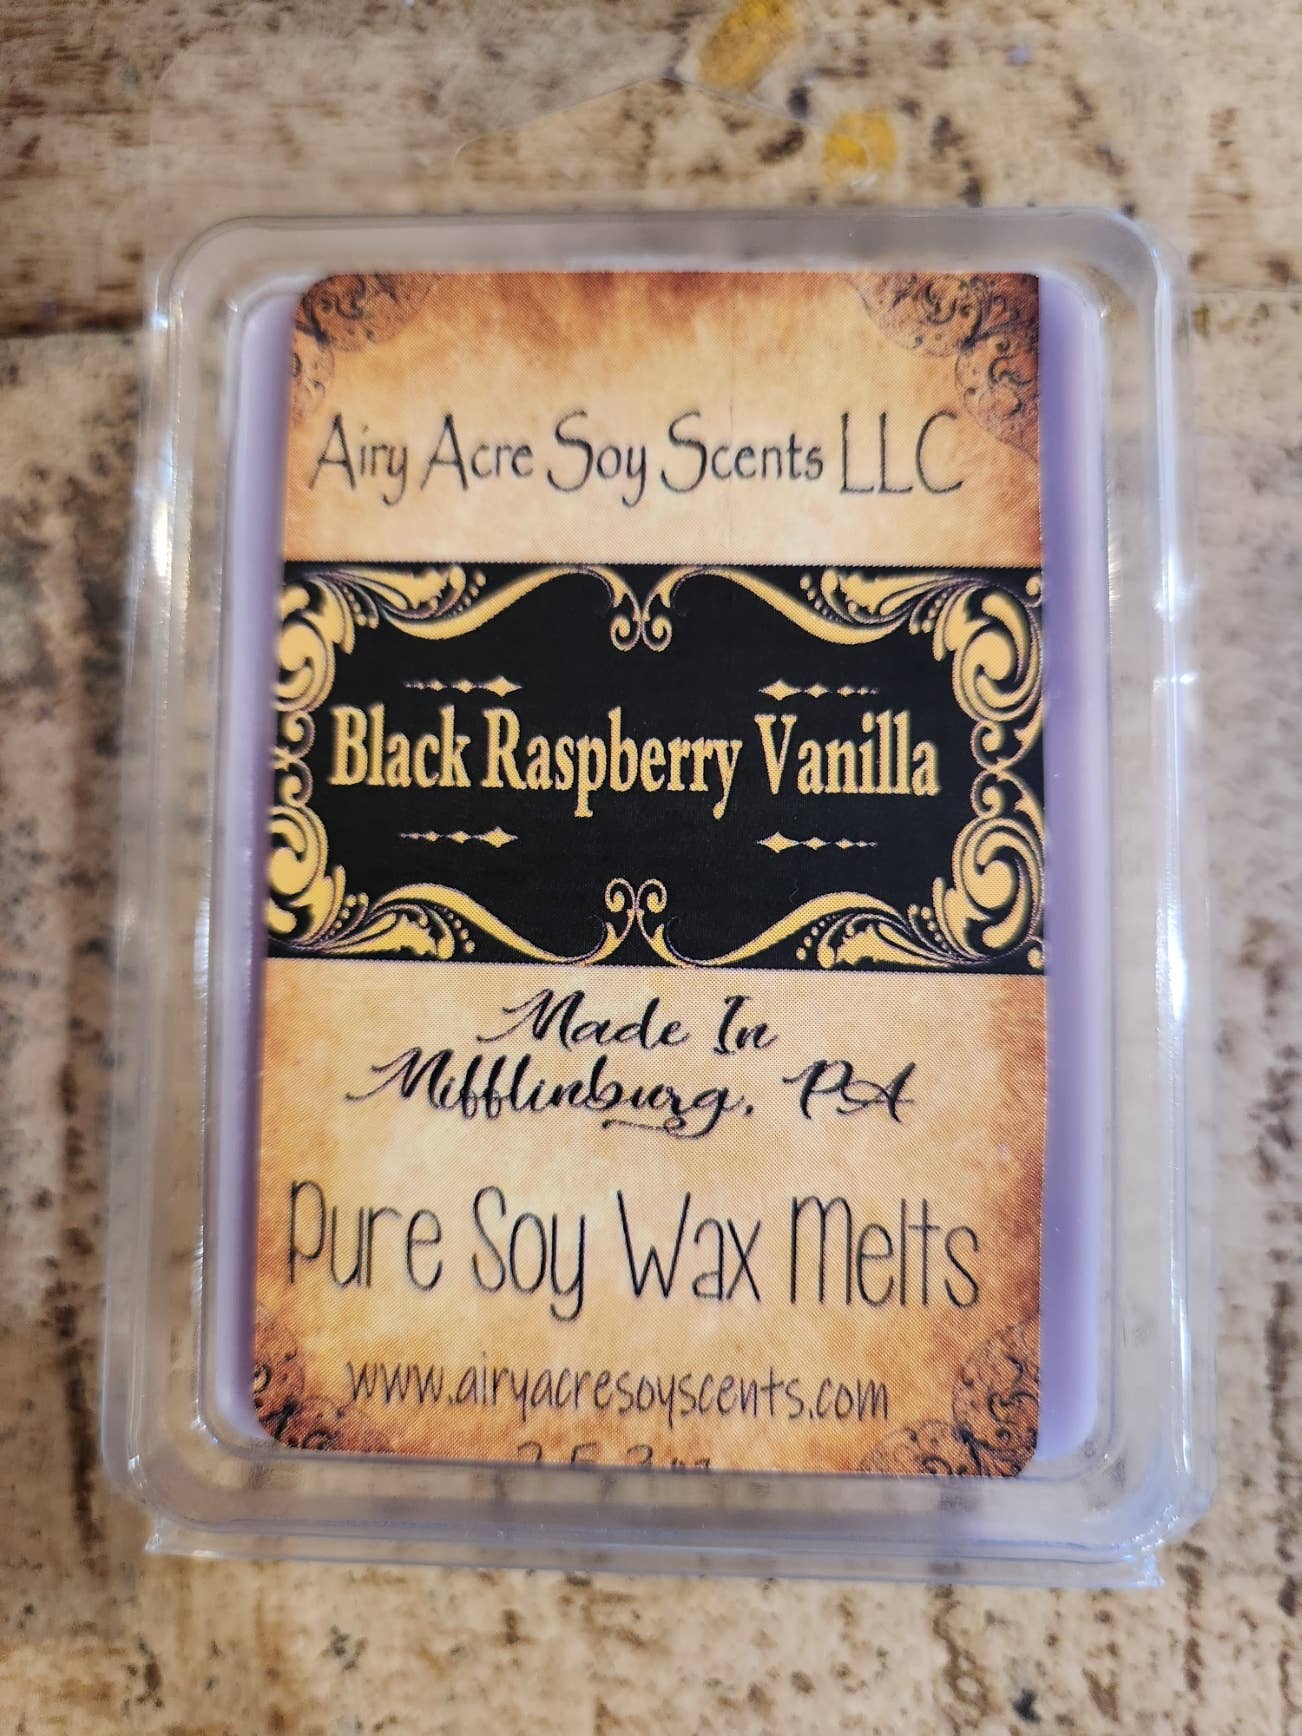 Airy Acre Soy Scents LLC
Black Raspberry Vanilla
Made In
Mifflinburg, PA
Pure Soy Wax Melts
www.airyacresoyscents.com